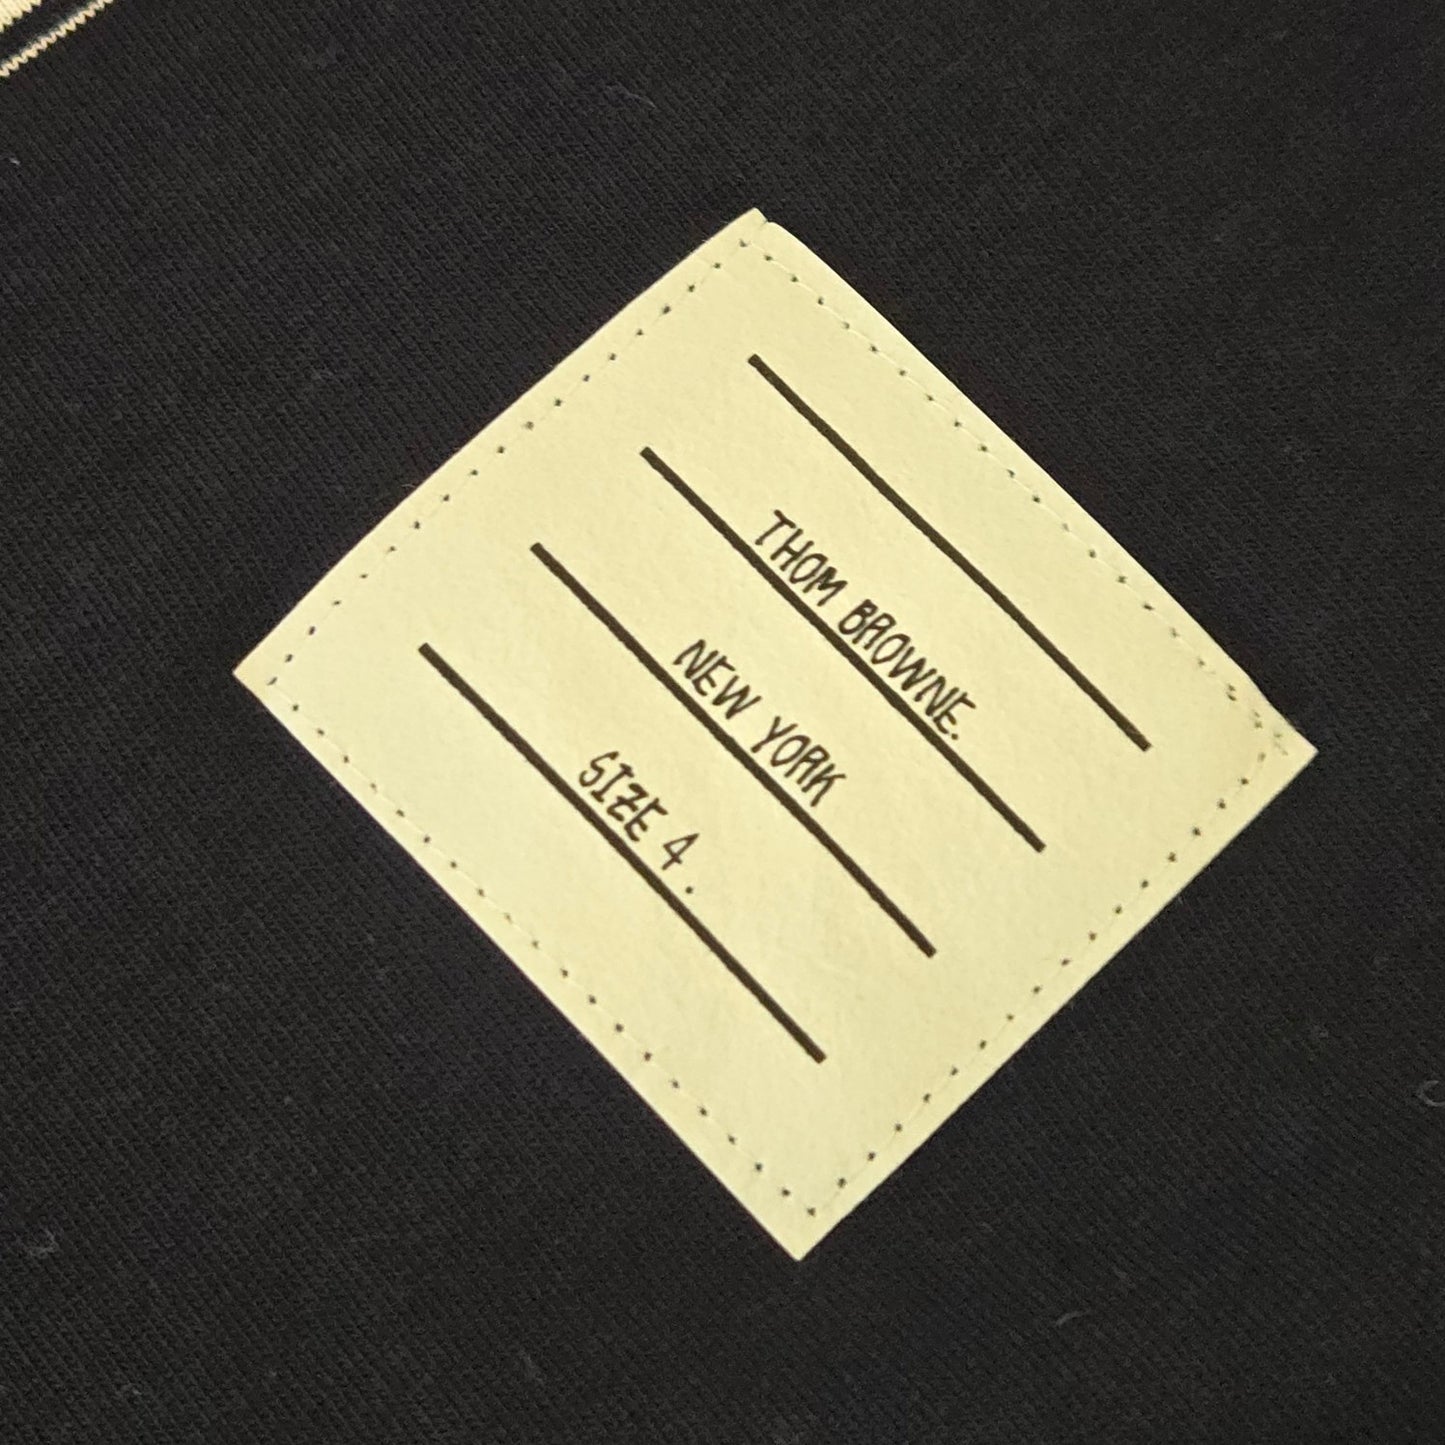 THOM BROWNE.
NEW YORK
SIZE 4.